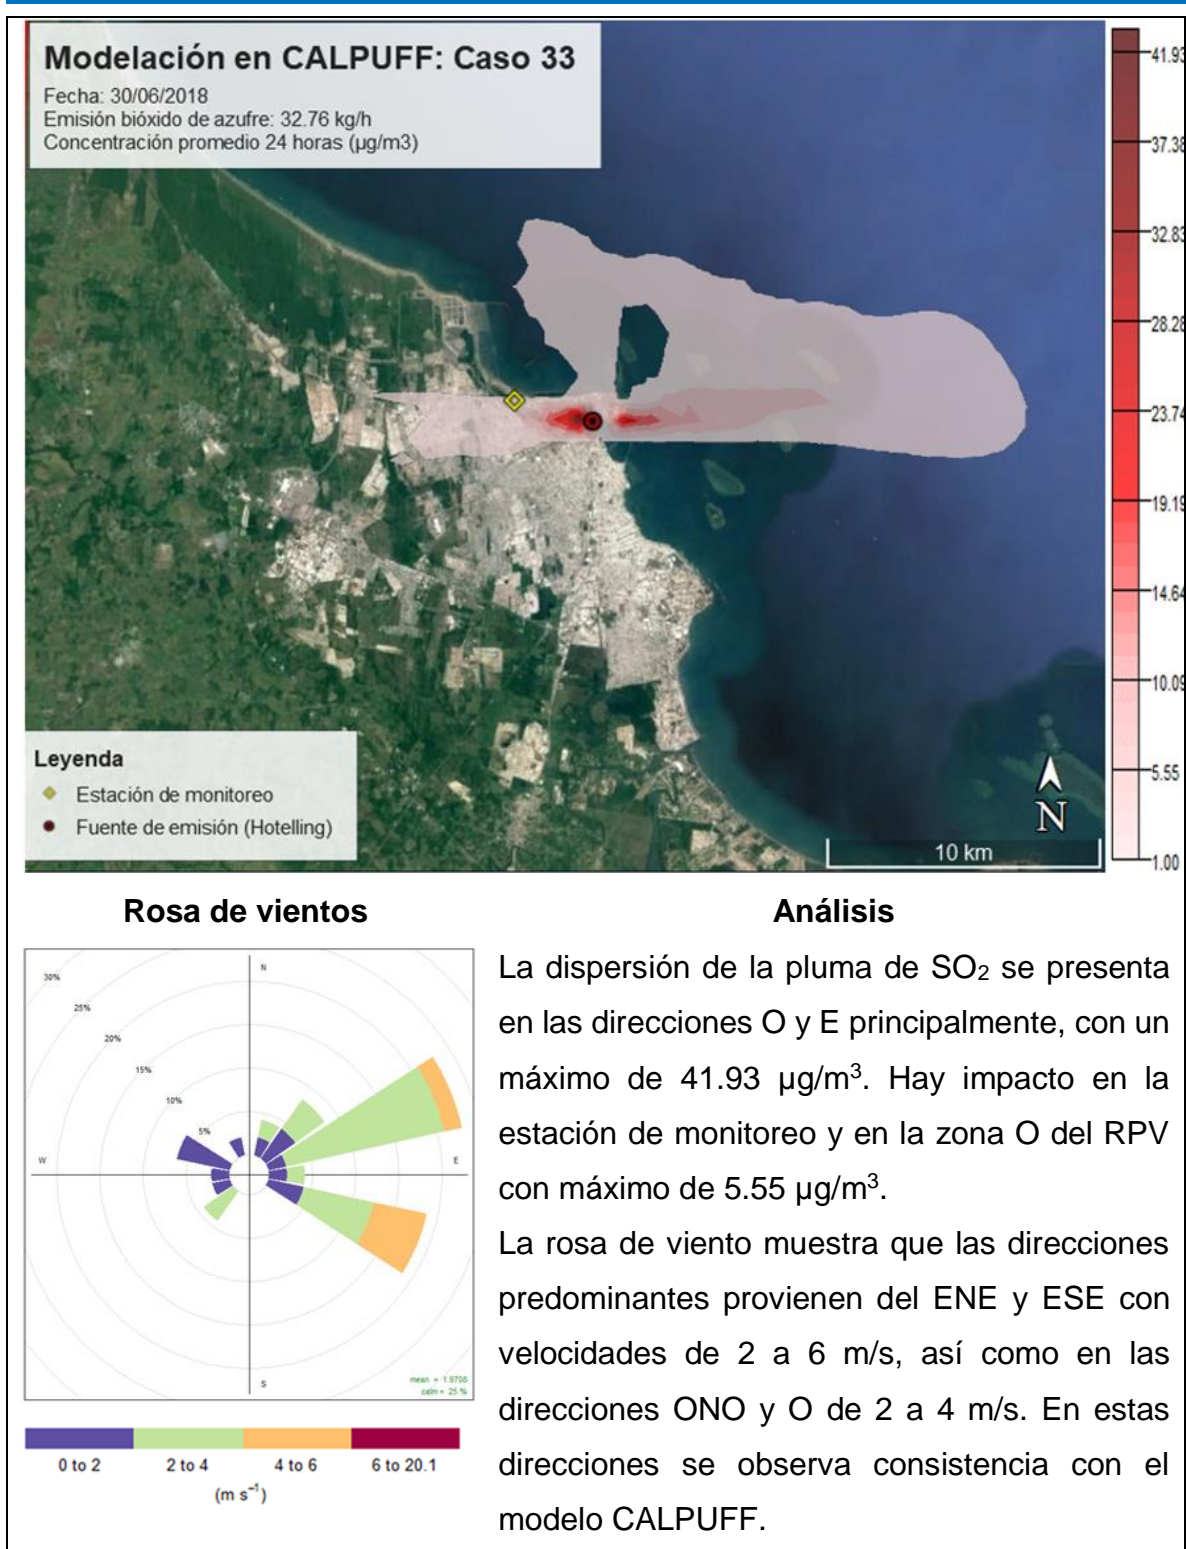 Modelación en CALPUFF: Caso 33
Fecha: 30/06/2018
Emisión bióxido de azufre: 32.76 kg/h
Concentración promedio 24 horas (µg/m3)
41.93
37.38
32.83
28.28
23.74
19.19
14.64
10.09
5.55
1.00
Leyenda
Estación de monitoreo
Fuente de emisión (Hotelling)
N
10 km
Rosa de vientos
30%
25%
20%
15%
10%
5%
N
W
E
S
mean = 1.9708
calm = 25 %
0 to 2
2 to 4
4 to 6
6 to 20.1
(m s⁻¹)
Análisis
La dispersión de la pluma de SO₂ se presenta
en las direcciones O y E principalmente, con un
máximo de 41.93 µg/m³. Hay impacto en la
estación de monitoreo y en la zona O del RPV
con máximo de 5.55 µg/m³.
La rosa de viento muestra que las direcciones
predominantes provienen del ENE y ESE con
velocidades de 2 a 6 m/s, así como en las
direcciones ONO y O de 2 a 4 m/s. En estas
direcciones se observa consistencia con el
modelo CALPUFF.